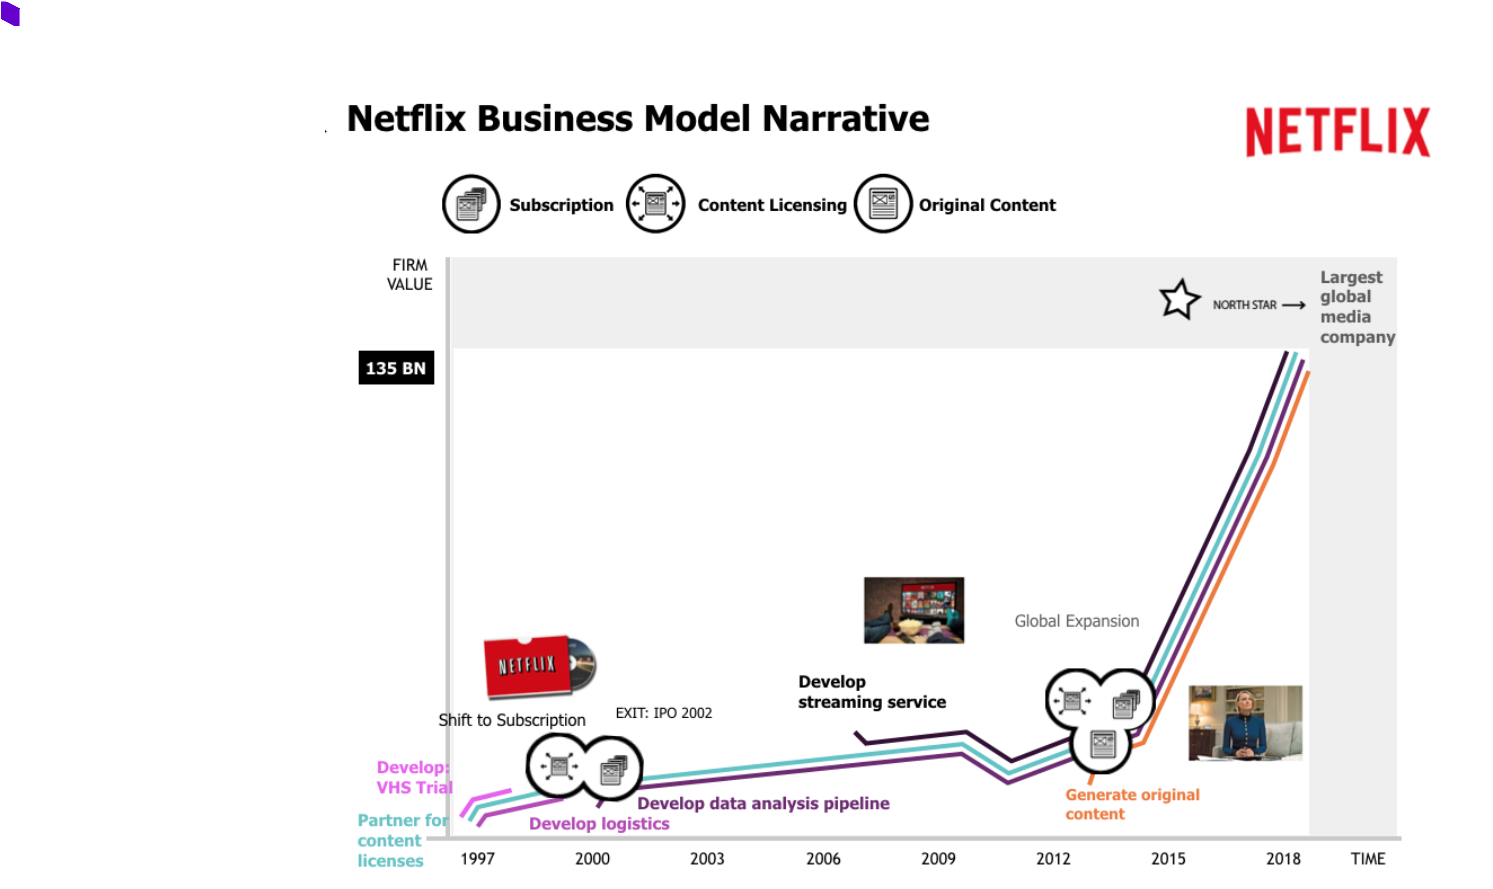 Netflix Business Model Narrative
NETFLIX
Subscription
Content Licensing
Original Content
FIRM
VALUE
NORTH STAR
Largest
global
media
company
135 BN
Global Expansion
Develop
streaming service
NETFLIX
Shift to Subscription
EXIT: IPO 2002
Develop:
VHS Trial
Develop data analysis pipeline
Generate original
content
Partner for
content
licenses
Develop logistics
1997 2000 2003 2006 2009 2012 2015 2018 TIME